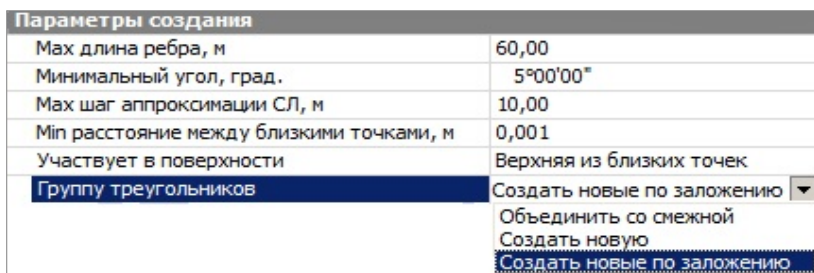 Параметры создания
Max длина ребра, м 60,00
Минимальный угол, град. 5°00'00"
Max шаг аппроксимации СЛ, м 10,00
Min расстояние между близкими точками, м 0,001
Участвует в поверхности Верхняя из близких точек
Группу треугольников Создать новые по заложению
Объединить со смежной
Создать новую
Создать новые по заложению